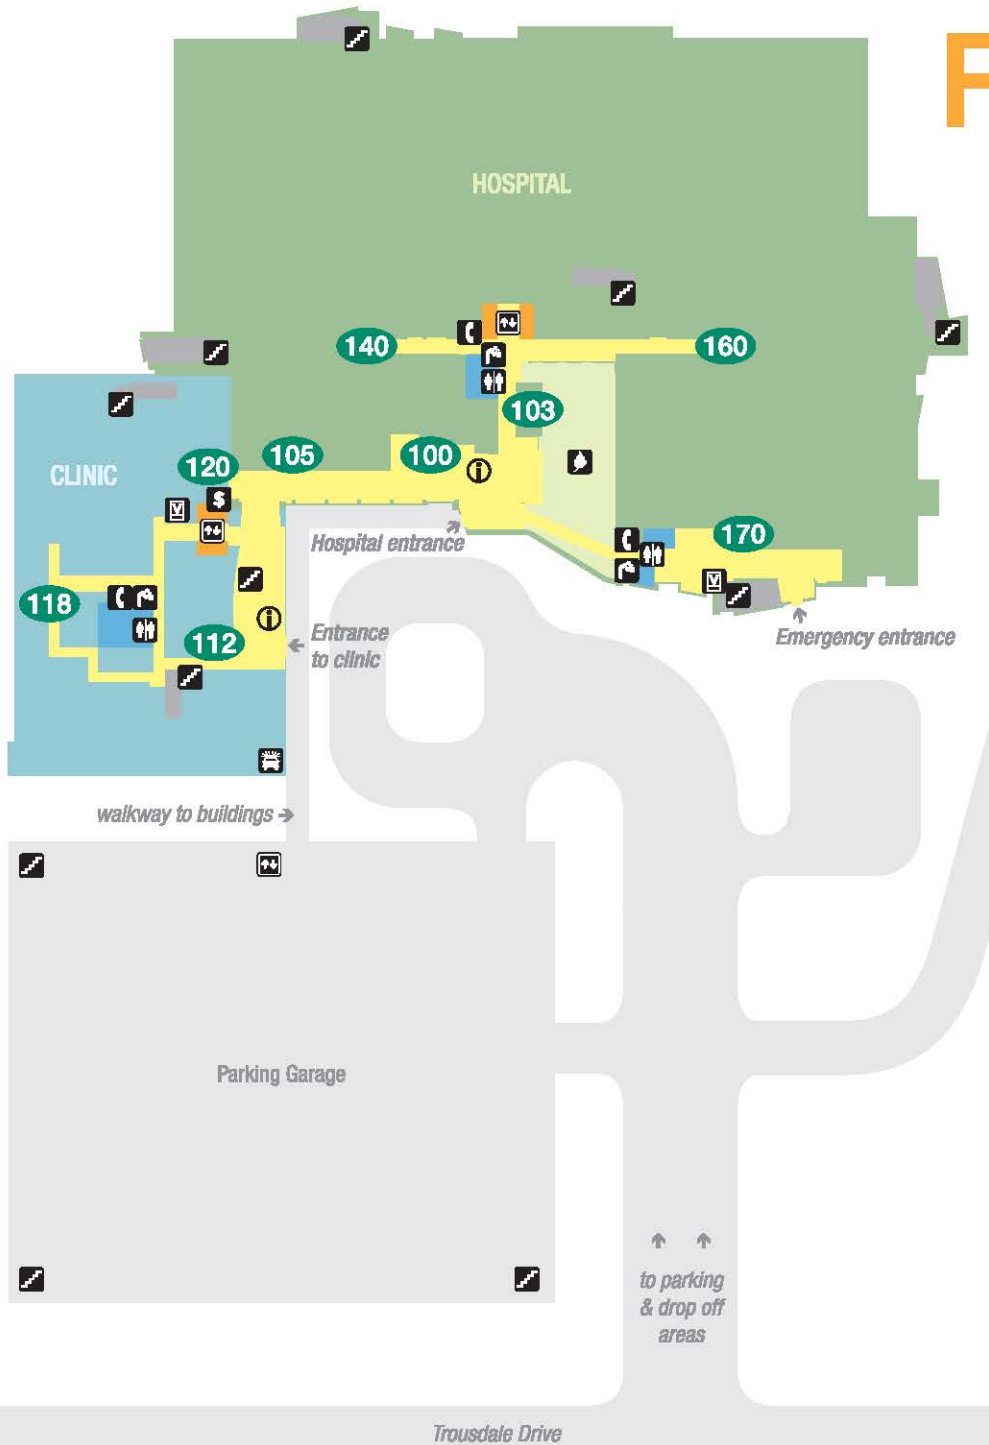 F
HOSPITAL
140
160
103
100
105
120
CLINIC
$
V
i
Hospital entrance
170
V
118
112
i
Entrance
to clinic
Emergency entrance
walkway to buildings →
Parking Garage
to parking
& drop off
areas
Trousdale Drive